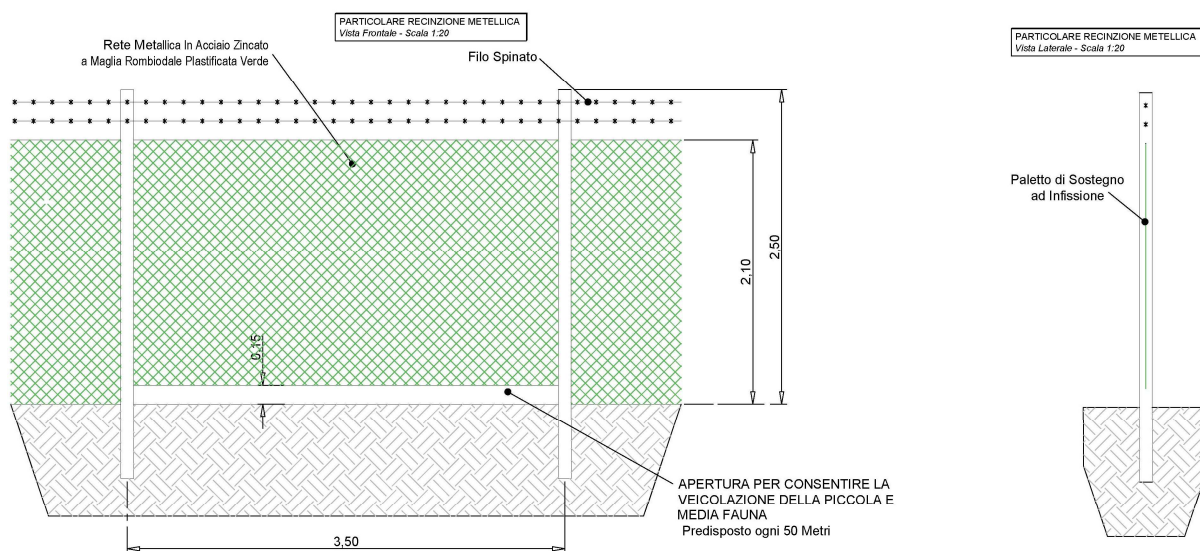 PARTICOLARE RECINZIONE METELLICA
Vista Frontale - Scala 1:20
Rete Metallica In Acciaio Zincato
a Maglia Rombiodale Plastificata Verde
Filo Spinato
2,50
2,10
0,15
APERTURA PER CONSENTIRE LA
VEICOLAZIONE DELLA PICCOLA E
MEDIA FAUNA
Predisposto ogni 50 Metri
3,50
PARTICOLARE RECINZIONE METELLICA
Vista Laterale - Scala 1:20
Paletto di Sostegno
ad Infissione